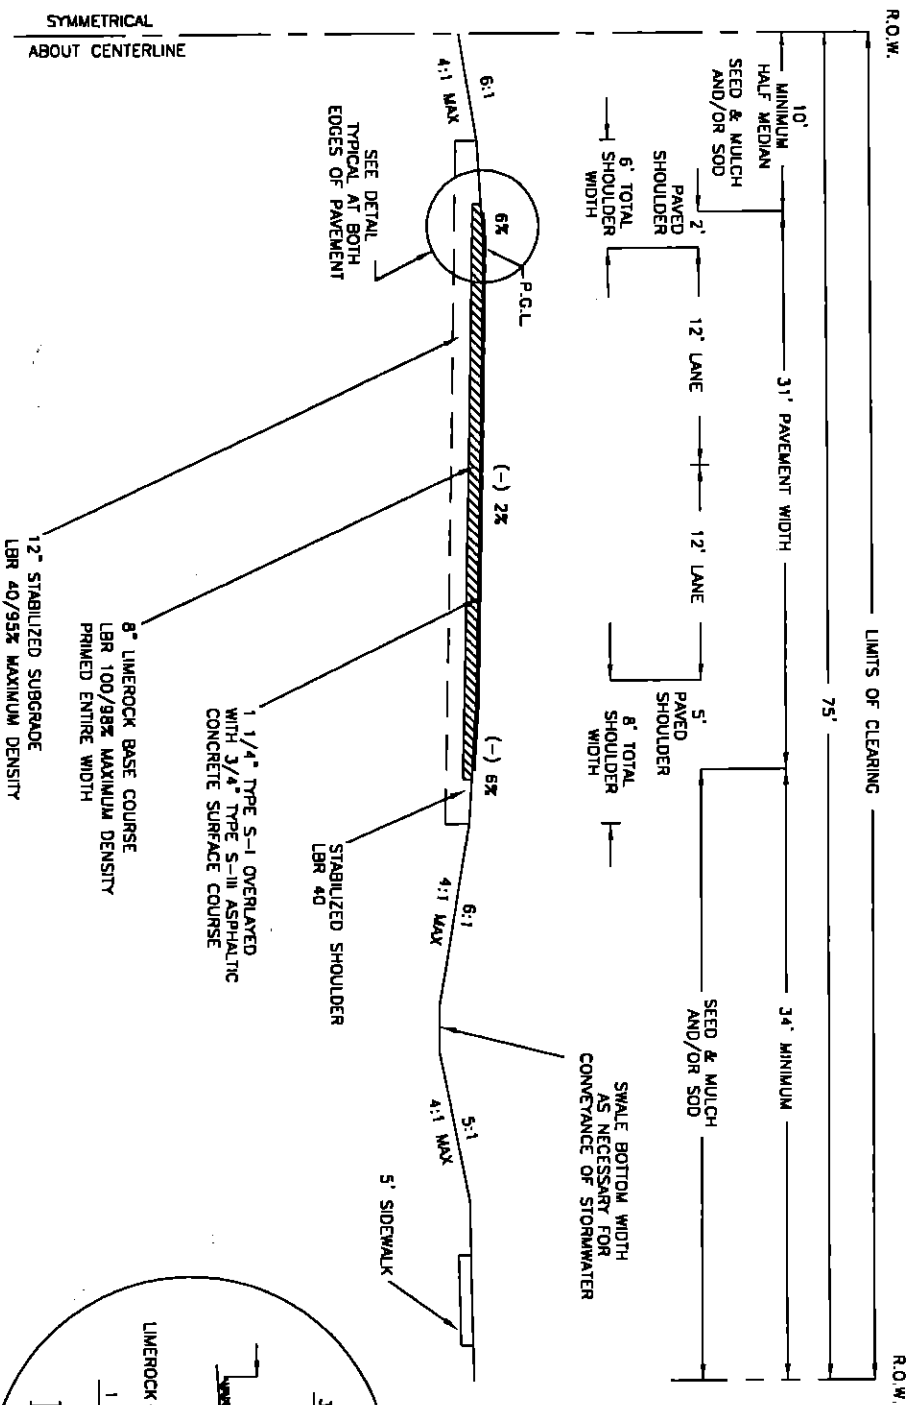 R.O.W.
R.O.W.
LIMITS OF CLEARING
75'
10'
MINIMUM
HALF MEDIAN
SEED & MULCH
AND/OR SOD
31' PAVEMENT WIDTH
34' MINIMUM
2'
PAVED
SHOULDER
12' LANE
12' LANE
5'
PAVED
SHOULDER
SEED & MULCH
AND/OR SOD
6' TOTAL
SHOULDER
WIDTH
8' TOTAL
SHOULDER
WIDTH
SYMMETRICAL
ABOUT CENTERLINE
6:1
4:1 MAX
6%
P.G.L.
(-) 2%
(-) 6%
6:1
4:1 MAX
SWALE BOTTOM WIDTH
AS NECESSARY FOR
CONVEYANCE OF STORMWATER
5:1
4:1 MAX
5' SIDEWALK
SEE DETAIL
TYPICAL AT BOTH
EDGES OF PAVEMENT
STABILIZED SHOULDER
LBR 40
1 1/4" TYPE S-I OVERLAYED
WITH 3/4" TYPE S-III ASPHALTIC
CONCRETE SURFACE COURSE
8" LIMEROCK BASE COURSE
LBR 100/98% MAXIMUM DENSITY
PRIMED ENTIRE WIDTH
12" STABILIZED SUBGRADE
LBR 40/95% MAXIMUM DENSITY
LIMEROCK
1